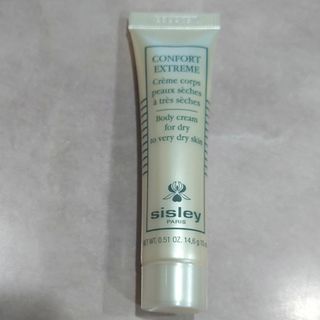 CONFORT
EXTREME
Crème corps
peaux sèches
à très sèches
Body cream
for dry
to very dry skin
sisley
PARIS
NET WT. 0.51 OZ. 14,6 g